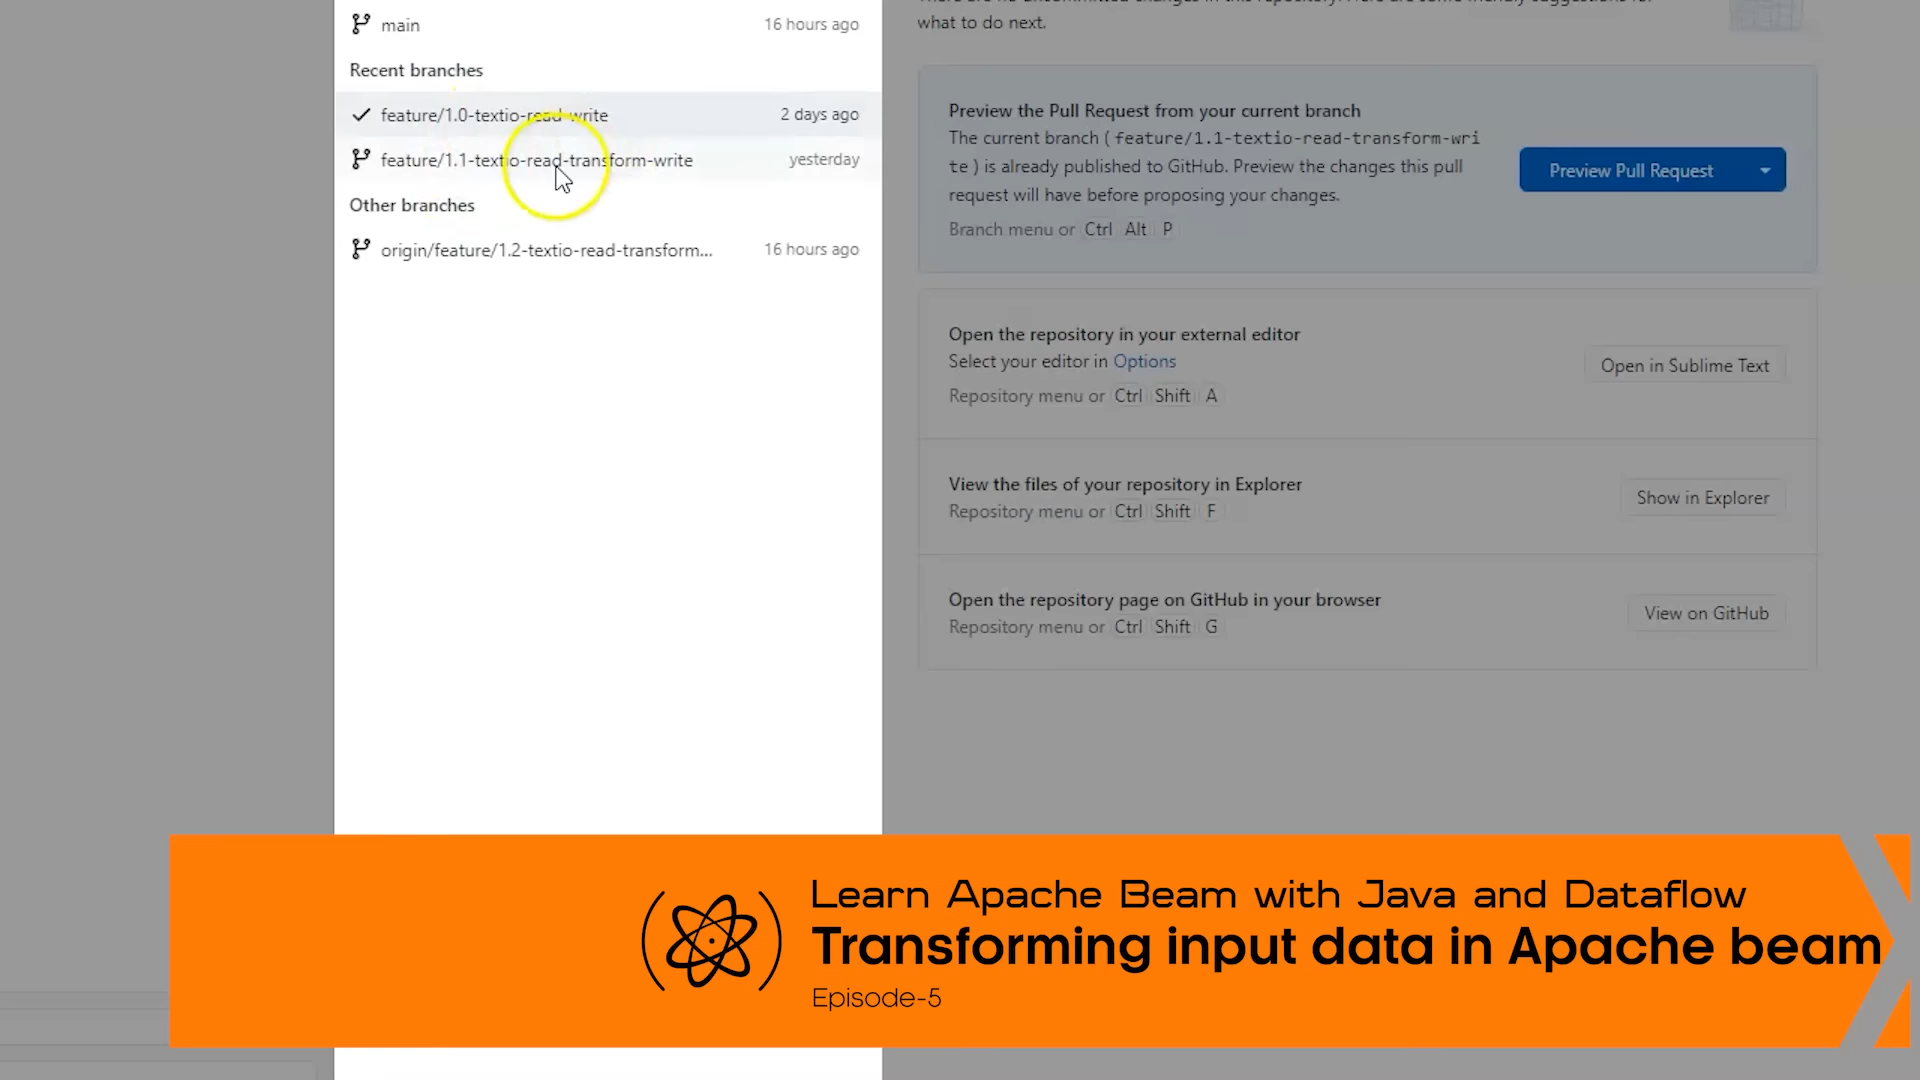 main 16 hours ago
Recent branches
feature/1.0-textio-read-write 2 days ago
feature/1.1-textio-read-transform-write yesterday
Other branches
origin/feature/1.2-textio-read-transform... 16 hours ago
what to do next.
Preview the Pull Request from your current branch
The current branch ( feature/1.1-textio-read-transform-wri
te ) is already published to GitHub. Preview the changes this pull
request will have before proposing your changes.
Branch menu or Ctrl Alt P
Preview Pull Request
Open the repository in your external editor
Select your editor in Options
Repository menu or Ctrl Shift A
Open in Sublime Text
View the files of your repository in Explorer
Repository menu or Ctrl Shift F
Show in Explorer
Open the repository page on GitHub in your browser
Repository menu or Ctrl Shift G
View on GitHub
Learn Apache Beam with Java and Dataflow
Transforming input data in Apache beam
Episode-5